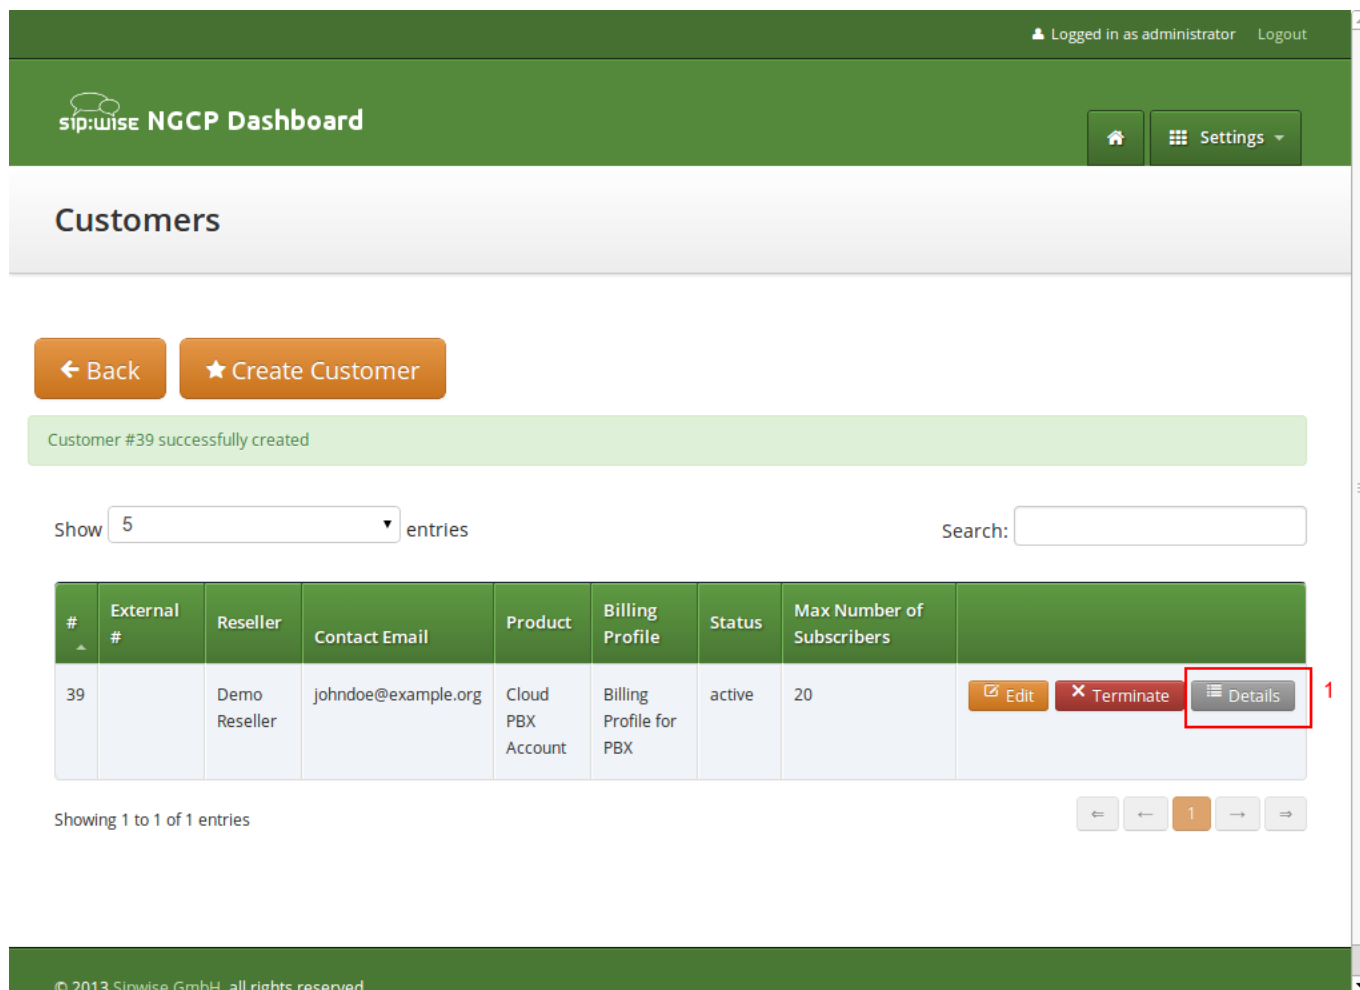 Logged in as administrator Logout
sip:wise NGCP Dashboard
Settings
Customers
Back Create Customer
Customer #39 successfully created
Show 5 entries Search:
# External # Reseller Contact Email Product Billing Profile Status Max Number of Subscribers
39 Demo Reseller johndoe@example.org Cloud PBX Account Billing Profile for PBX active 20 Edit Terminate Details 1
Showing 1 to 1 of 1 entries ⇐ ← 1 → ⇒
© 2013 Sipwise GmbH, all rights reserved.